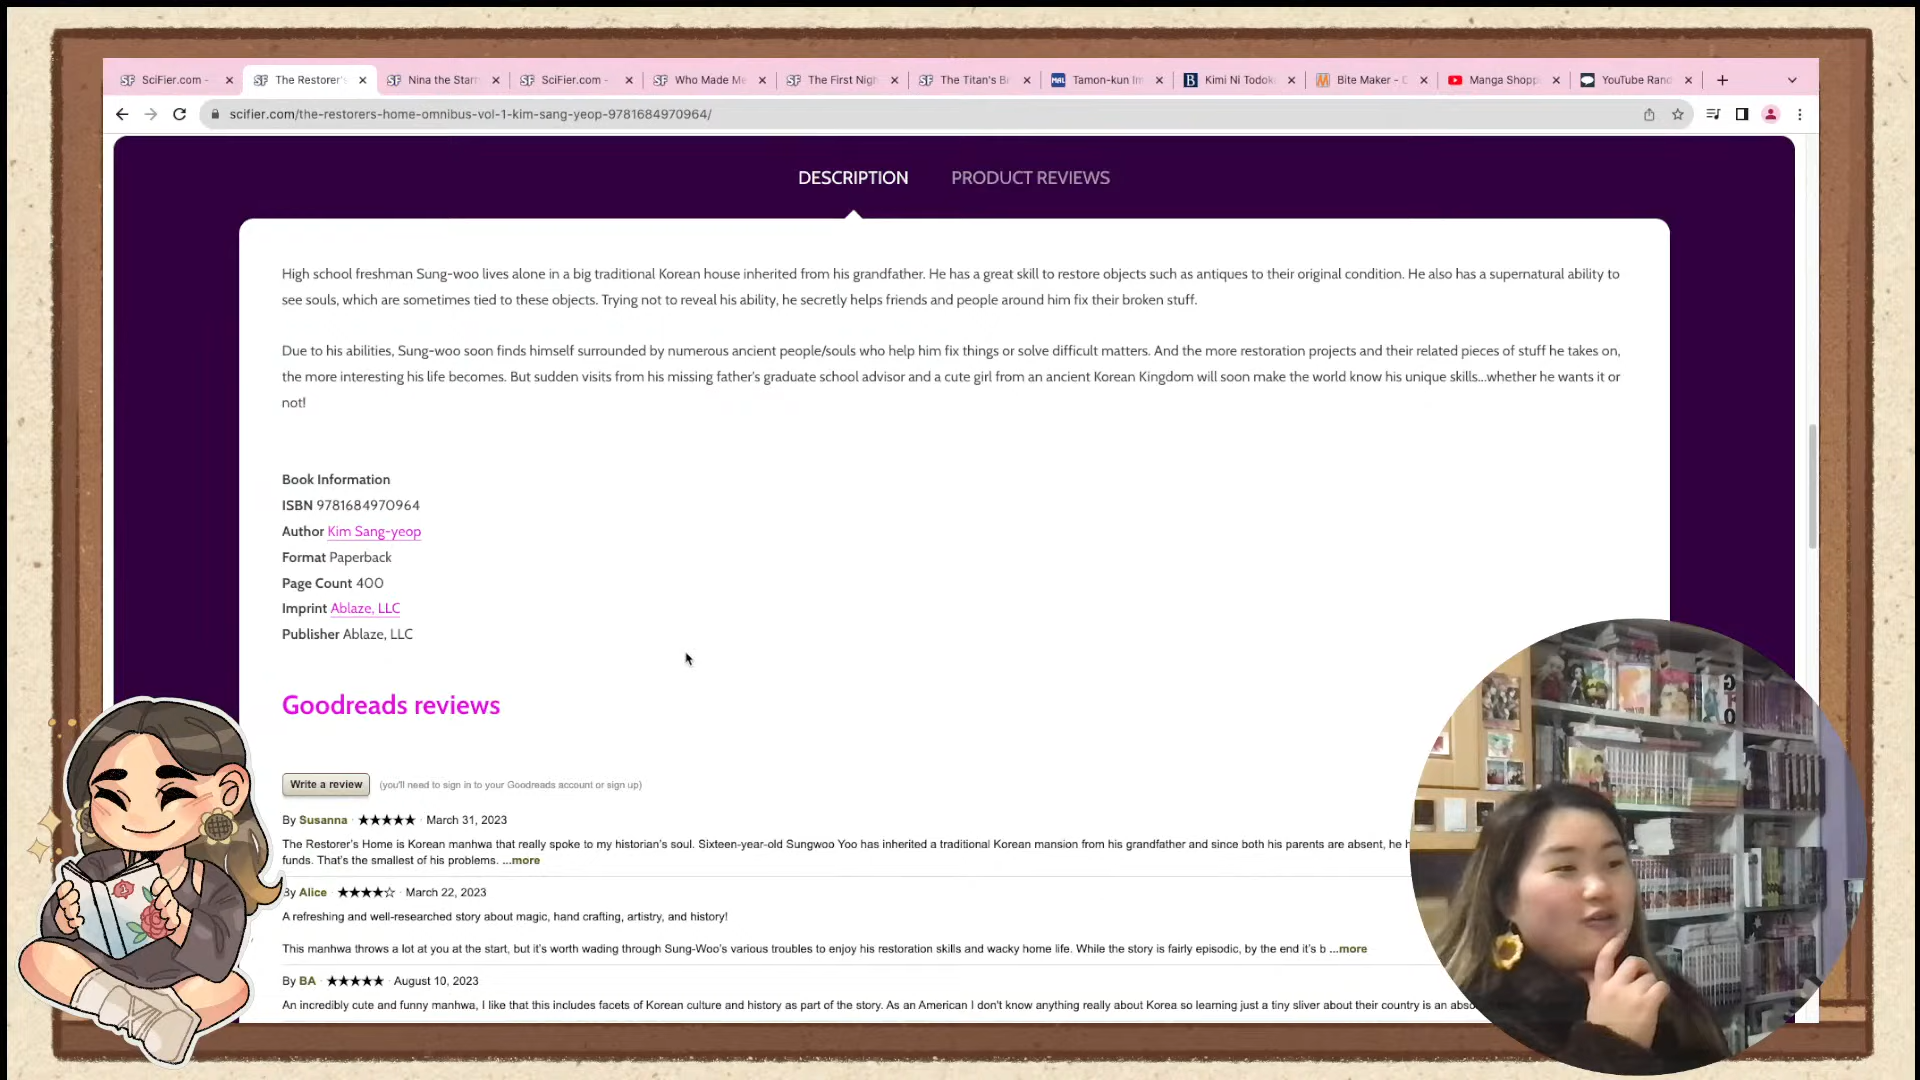 SciFier.com -
The Restorer's
Nina the Starr
SciFier.com -
Who Made Me
The First Nigh
The Titan's Br
Tamon-kun Im
Kimi Ni Todok
Bite Maker - 
Manga Shopp
YouTube Rand
scifier.com/the-restorers-home-omnibus-vol-1-kim-sang-yeop-9781684970964/
DESCRIPTION
PRODUCT REVIEWS
High school freshman Sung-woo lives alone in a big traditional Korean house inherited from his grandfather. He has a great skill to restore objects such as antiques to their original condition. He also has a supernatural ability to
see souls, which are sometimes tied to these objects. Trying not to reveal his ability, he secretly helps friends and people around him fix their broken stuff.
Due to his abilities, Sung-woo soon finds himself surrounded by numerous ancient people/souls who help him fix things or solve difficult matters. And the more restoration projects and their related pieces of stuff he takes on,
the more interesting his life becomes. But sudden visits from his missing father's graduate school advisor and a cute girl from an ancient Korean Kingdom will soon make the world know his unique skills...whether he wants it or
not!
Book Information
ISBN 9781684970964
Author Kim Sang-yeop
Format Paperback
Page Count 400
Imprint Ablaze, LLC
Publisher Ablaze, LLC
Goodreads reviews
Write a review (you'll need to sign in to your Goodreads account or sign up)
By Susanna · ★★★★★ · March 31, 2023
The Restorer's Home is Korean manhwa that really spoke to my historian's soul. Sixteen-year-old Sungwoo Yoo has inherited a traditional Korean mansion from his grandfather and since both his parents are absent, he h
funds. That's the smallest of his problems. ...more
By Alice · ★★★★☆ · March 22, 2023
A refreshing and well-researched story about magic, hand crafting, artistry, and history!
This manhwa throws a lot at you at the start, but it's worth wading through Sung-Woo's various troubles to enjoy his restoration skills and wacky home life. While the story is fairly episodic, by the end it's b ...more
By BA · ★★★★★ · August 10, 2023
An incredibly cute and funny manhwa, I like that this includes facets of Korean culture and history as part of the story. As an American I don't know anything really about Korea so learning just a tiny sliver about their country is an abso